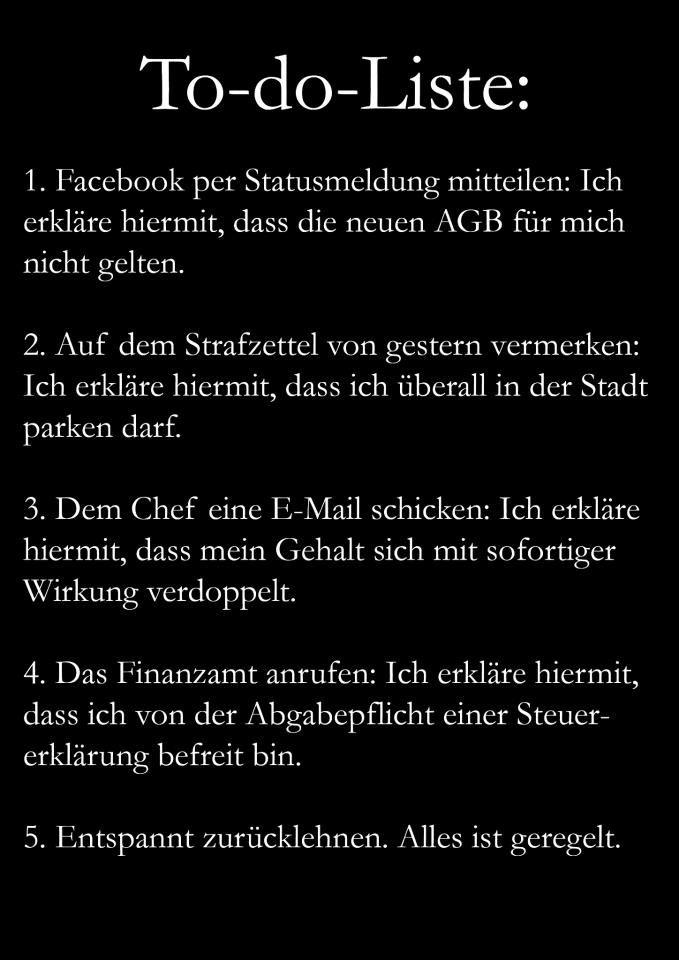 To-do-Liste:
1. Facebook per Statusmeldung mitteilen: Ich
erkläre hiermit, dass die neuen AGB für mich
nicht gelten.
2. Auf dem Strafzettel von gestern vermerken:
Ich erkläre hiermit, dass ich überall in der Stadt
parken darf.
3. Dem Chef eine E-Mail schicken: Ich erkläre
hiermit, dass mein Gehalt sich mit sofortiger
Wirkung verdoppelt.
4. Das Finanzamt anrufen: Ich erkläre hiermit,
dass ich von der Abgabepflicht einer Steuer-
erklärung befreit bin.
5. Entspannt zurücklehnen. Alles ist geregelt.